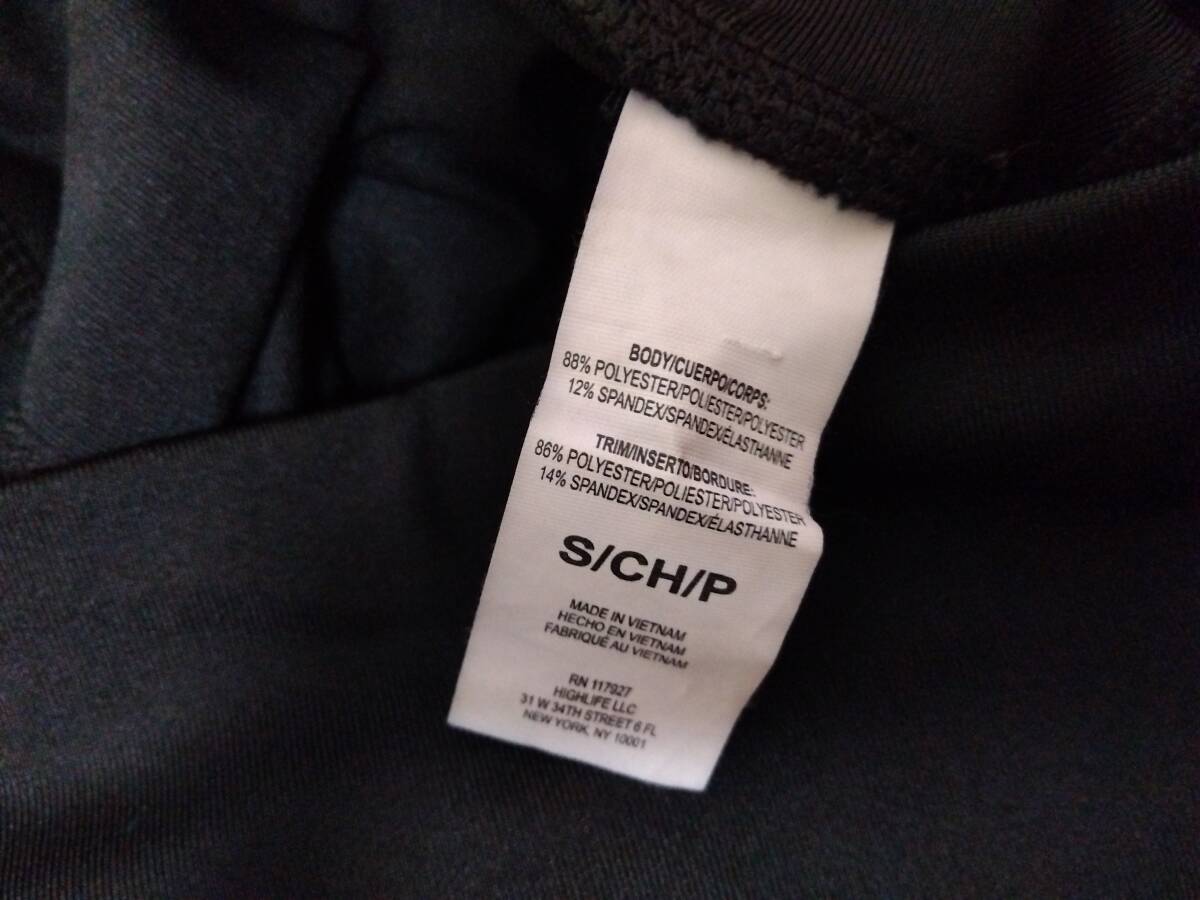 BODY/CUERPO/CORPS:
88% POLYESTER/POLIESTER/POLYESTER
12% SPANDEX/SPANDEX/ÉLASTHANNE
TRIM/INSERTO/BORDURE:
86% POLYESTER/POLIESTER/POLYESTER
14% SPANDEX/SPANDEX/ÉLASTHANNE
S/CH/P
MADE IN VIETNAM
HECHO EN VIETNAM
FABRIQUÉ AU VIETNAM
RN 117927
HIGHLIFE LLC
31 W 34TH STREET 6 FL
NEW YORK, NY 10001